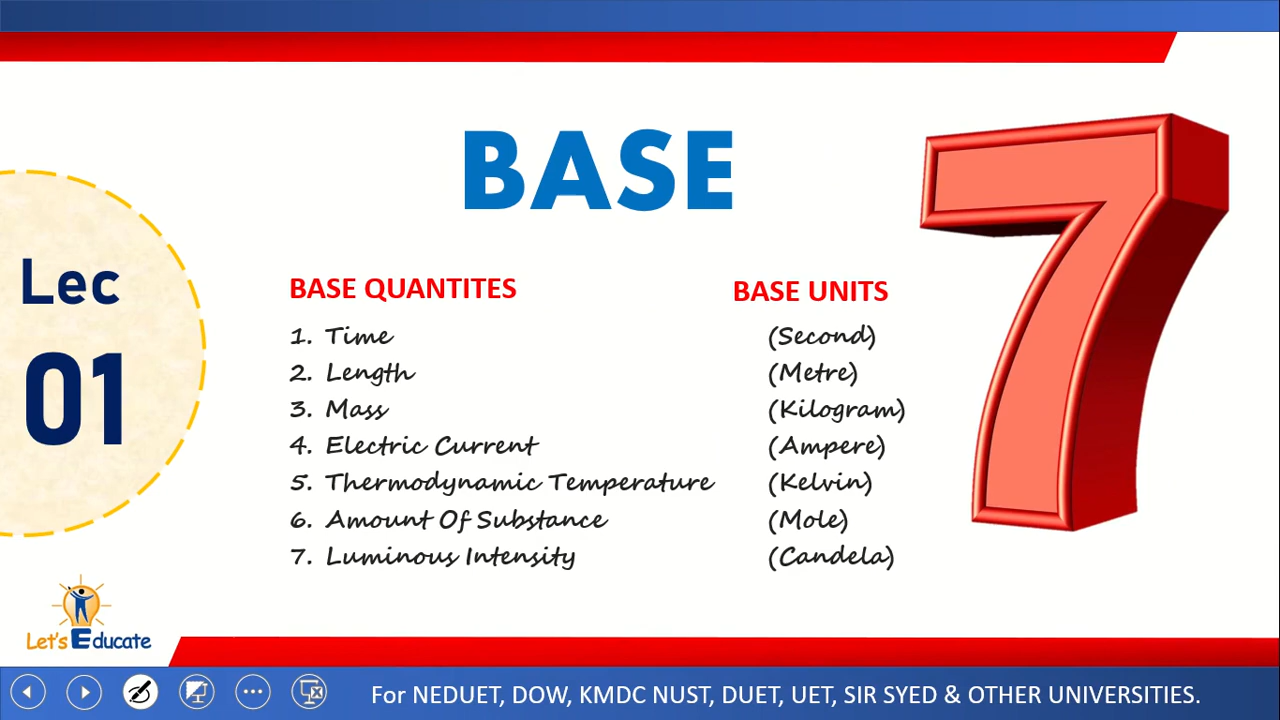 BASE
7
Lec
01
BASE QUANTITES
BASE UNITS
1. Time (Second)
2. Length (Metre)
3. Mass (Kilogram)
4. Electric Current (Ampere)
5. Thermodynamic Temperature (Kelvin)
6. Amount Of Substance (Mole)
7. Luminous Intensity (Candela)
Let's Educate
For NEDUET, DOW, KMDC NUST, DUET, UET, SIR SYED & OTHER UNIVERSITIES.